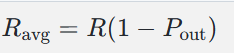 R_avg = R(1 − P_out)